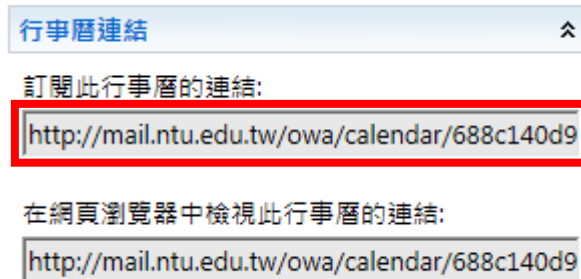 行事曆連結
訂閱此行事曆的連結:
http://mail.ntu.edu.tw/owa/calendar/688c140d9
在網頁瀏覽器中檢視此行事曆的連結:
http://mail.ntu.edu.tw/owa/calendar/688c140d9